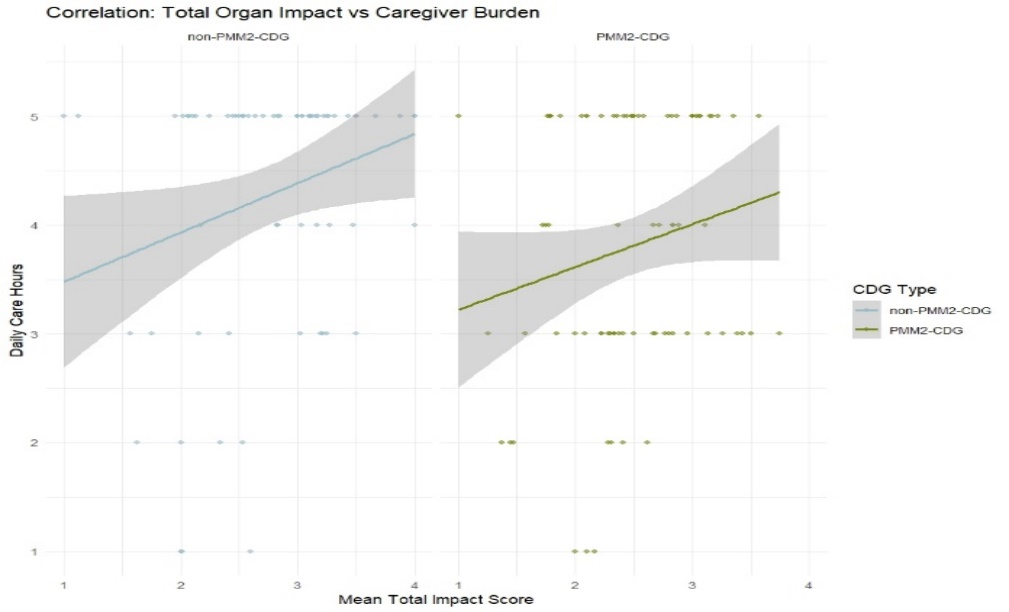 Correlation: Total Organ Impact vs Caregiver Burden
non-PMM2-CDG
PMM2-CDG
Daily Care Hours
5
4
3
2
1
1 2 3 4
1 2 3 4
Mean Total Impact Score
CDG Type
non-PMM2-CDG
PMM2-CDG